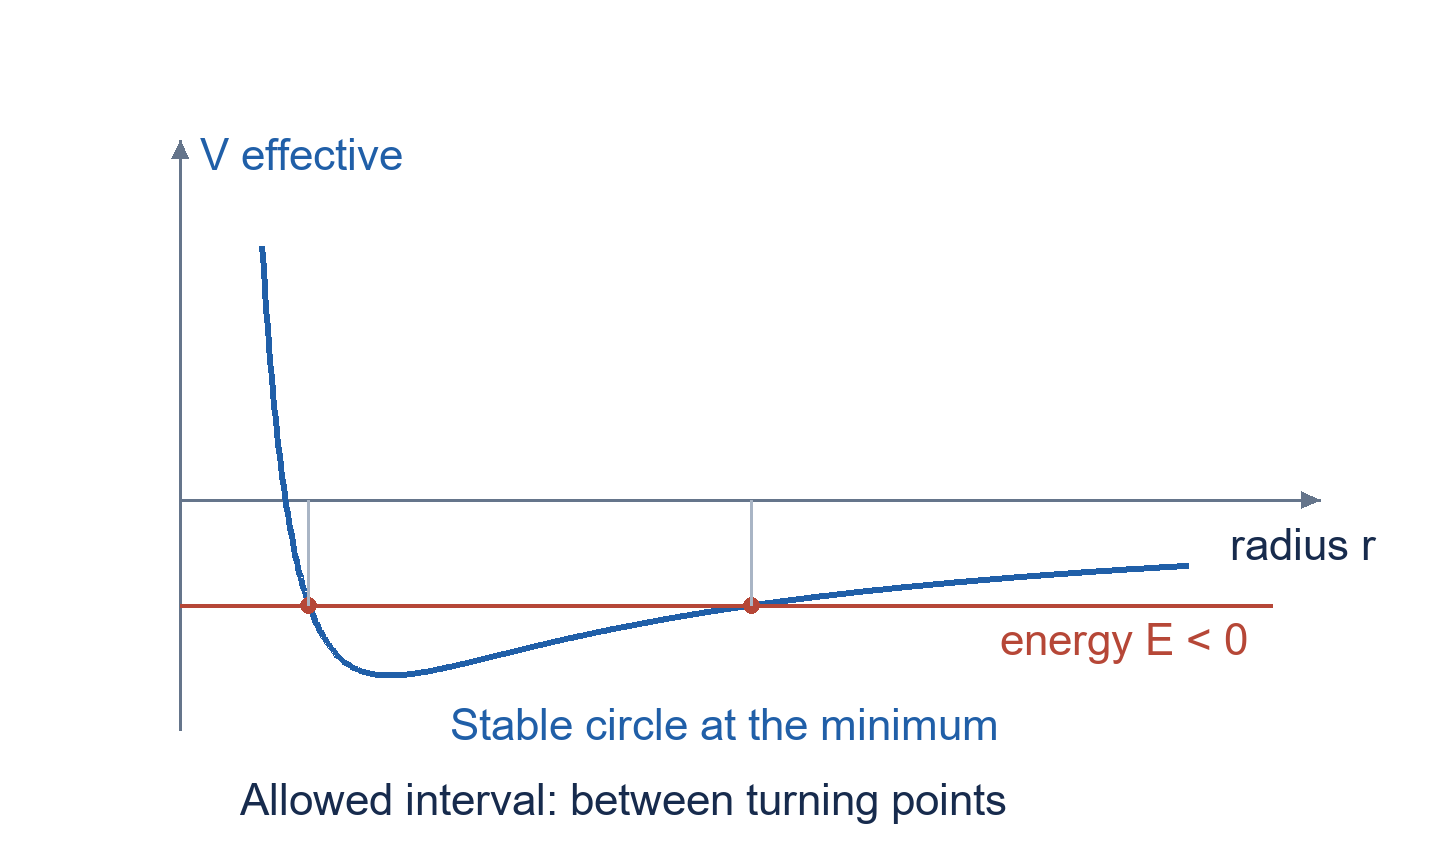 V effective
radius r
energy E < 0
Stable circle at the minimum
Allowed interval: between turning points